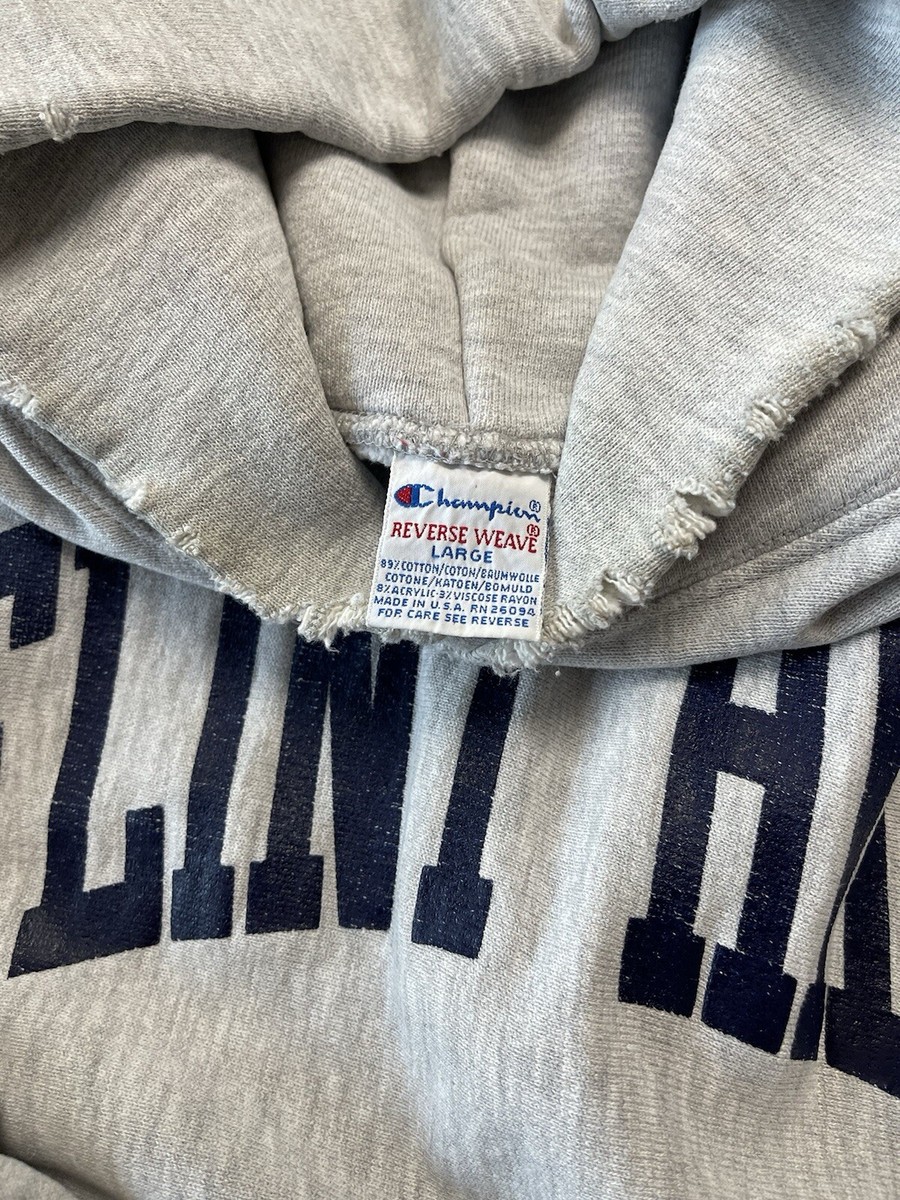 Champion®
REVERSE WEAVE®
LARGE
89% COTTON/COTON/BAUMWOLLE
COTONE/KATOEN/BOMULD
8% ACRYLIC-3% VISCOSE RAYON
MADE IN U.S.A. RN 26094
FOR CARE SEE REVERSE